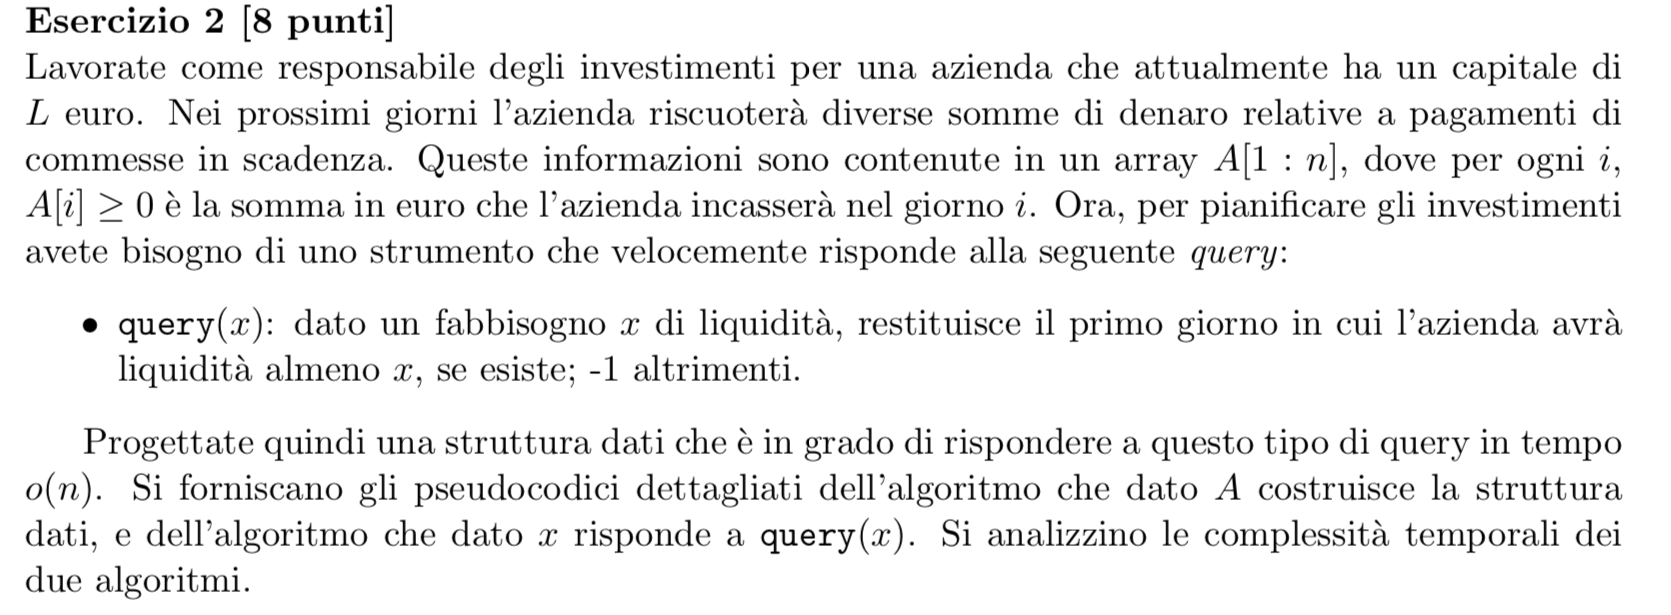 Esercizio 2 [8 punti]
Lavorate come responsabile degli investimenti per una azienda che attualmente ha un capitale di
L euro. Nei prossimi giorni l'azienda riscuoterà diverse somme di denaro relative a pagamenti di
commesse in scadenza. Queste informazioni sono contenute in un array A[1 : n], dove per ogni i,
A[i] ≥ 0 è la somma in euro che l'azienda incasserà nel giorno i. Ora, per pianificare gli investimenti
avete bisogno di uno strumento che velocemente risponde alla seguente query:
• query(x): dato un fabbisogno x di liquidità, restituisce il primo giorno in cui l'azienda avrà
liquidità almeno x, se esiste; -1 altrimenti.
Progettate quindi una struttura dati che è in grado di rispondere a questo tipo di query in tempo
o(n). Si forniscano gli pseudocodici dettagliati dell'algoritmo che dato A costruisce la struttura
dati, e dell'algoritmo che dato x risponde a query(x). Si analizzino le complessità temporali dei
due algoritmi.